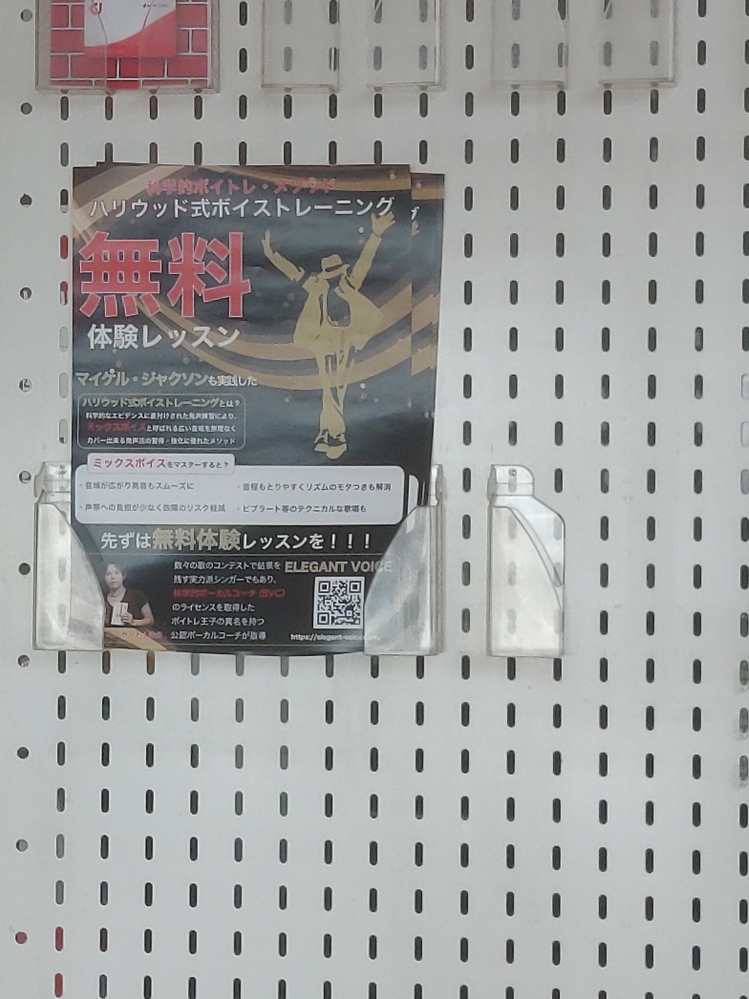 科学的ボイトレ・メソッド
ハリウッド式ボイストレーニング
無料
体験レッスン
マイケル・ジャクソンも実践した
ハリウッド式ボイストレーニングとは？
科学的なエビデンスに裏付けされた発声練習により、
ミックスボイスと呼ばれる広い音域を無理なく
カバー出来る発声法の習得・強化に優れたメソッド
ミックスボイスをマスターすると？
・音域が広がり高音もスムーズに
・音程もとりやすくリズムのモタつきも解消
・声帯への負担が少なく故障のリスク軽減
・ビブラート等のテクニカルな歌唱も
先ずは無料体験レッスンを！！！
数々の歌のコンテストで結果を
残す実力派シンガーでもあり、
科学的ボーカルコーチ（SVC）
のライセンスを取得した
ボイトレ王子の異名を持つ
公認ボーカルコーチが指導
ELEGANT VOICE
https://elegant-voice